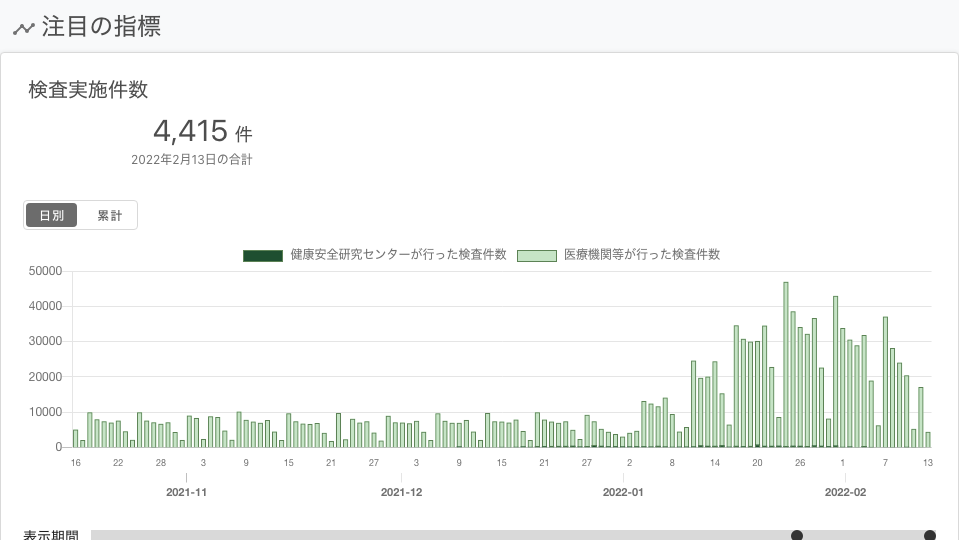 注目の指標
検査実施件数
4,415 件
2022年2月13日の合計
日別 累計
健康安全研究センターが行った検査件数 医療機関等が行った検査件数
50000
40000
30000
20000
10000
0
16 22 28 3 9 15 21 27 3 9 15 21 27 2 8 14 20 26 1 7 13
2021-11 2021-12 2022-01 2022-02
表示期間